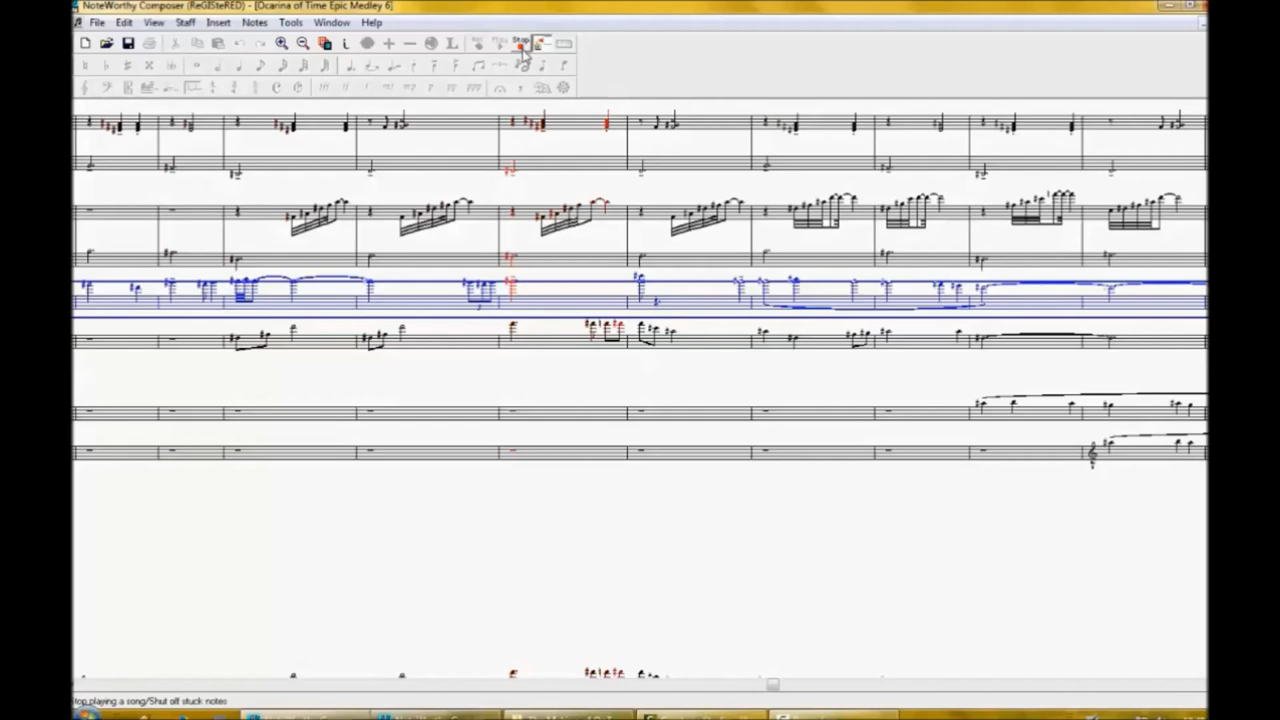 NoteWorthy Composer (ReGISteRED) - [Ocarina of Time Epic Medley 6]
File Edit View Staff Insert Notes Tools Window Help
Stop
top playing a song/Shut off stuck notes